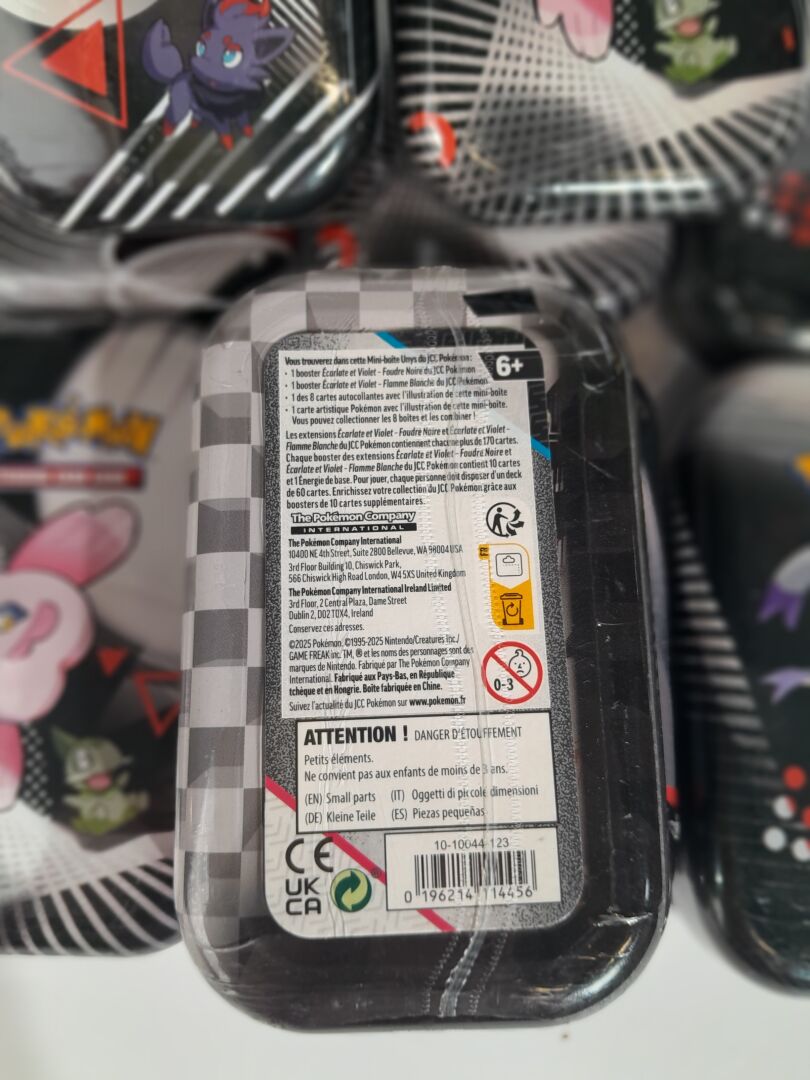 Vous trouverez dans cette Mini-boîte Unys du JCC Pokémon :
6+
• 1 booster Écarlate et Violet - Foudre Noire du JCC Pokémon
• 1 booster Écarlate et Violet - Flamme Blanche du JCC Pokémon
• 1 des 8 cartes autocollantes avec l'illustration de cette mini-boîte
• 1 carte artistique Pokémon avec l'illustration de cette mini-boîte.
Vous pouvez collectionner les 8 boîtes et les combiner !
Les extensions Écarlate et Violet - Foudre Noire et Écarlate et Violet -
Flamme Blanche du JCC Pokémon contiennent chacune plus de 170 cartes.
Chaque booster des extensions Écarlate et Violet - Foudre Noire et
Écarlate et Violet - Flamme Blanche du JCC Pokémon contient 10 cartes
et 1 Énergie de base. Pour jouer, chaque personne doit disposer d'un deck
de 60 cartes. Enrichissez votre collection du JCC Pokémon grâce aux
boosters de 10 cartes supplémentaires.
The Pokémon Company
INTERNATIONAL
The Pokémon Company International
10400 NE 4th Street, Suite 2800 Bellevue, WA 98004 USA
3rd Floor Building 10, Chiswick Park,
566 Chiswick High Road London, W4 5XS United Kingdom
The Pokémon Company International Ireland Limited
3rd Floor, 2 Central Plaza, Dame Street
Dublin 2, D02 T0X4, Ireland
Conservez ces adresses.
FR
©2025 Pokémon. ©1995-2025 Nintendo/Creatures Inc./
GAME FREAK inc. TM, ® et les noms des personnages sont des
marques de Nintendo. Fabriqué par The Pokémon Company
International. Fabriqué aux Pays-Bas, en République
tchèque et en Hongrie. Boîte fabriquée en Chine.
Suivez l'actualité du JCC Pokémon sur www.pokemon.fr
0-3
ATTENTION ! DANGER D'ÉTOUFFEMENT
Petits éléments.
Ne convient pas aux enfants de moins de 3 ans.
(EN) Small parts (IT) Oggetti di piccole dimensioni
(DE) Kleine Teile (ES) Piezas pequeñas
CE
UK
CA
10-10044-123
0 196214 114456
POKÉMON